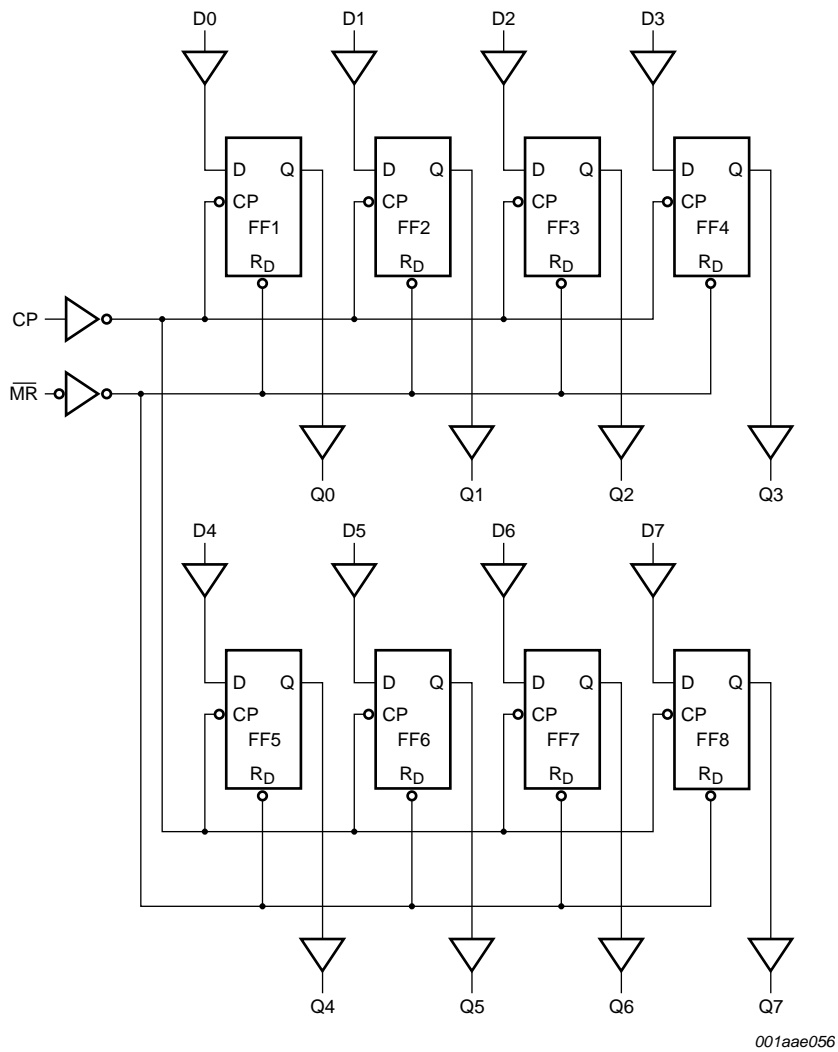 D0 D1 D2 D3
D Q D Q D Q D Q
CP CP CP CP
FF1 FF2 FF3 FF4
RD RD RD RD
CP
MR
Q0 Q1 Q2 Q3
D4 D5 D6 D7
D Q D Q D Q D Q
CP CP CP CP
FF5 FF6 FF7 FF8
RD RD RD RD
Q4 Q5 Q6 Q7
001aae056